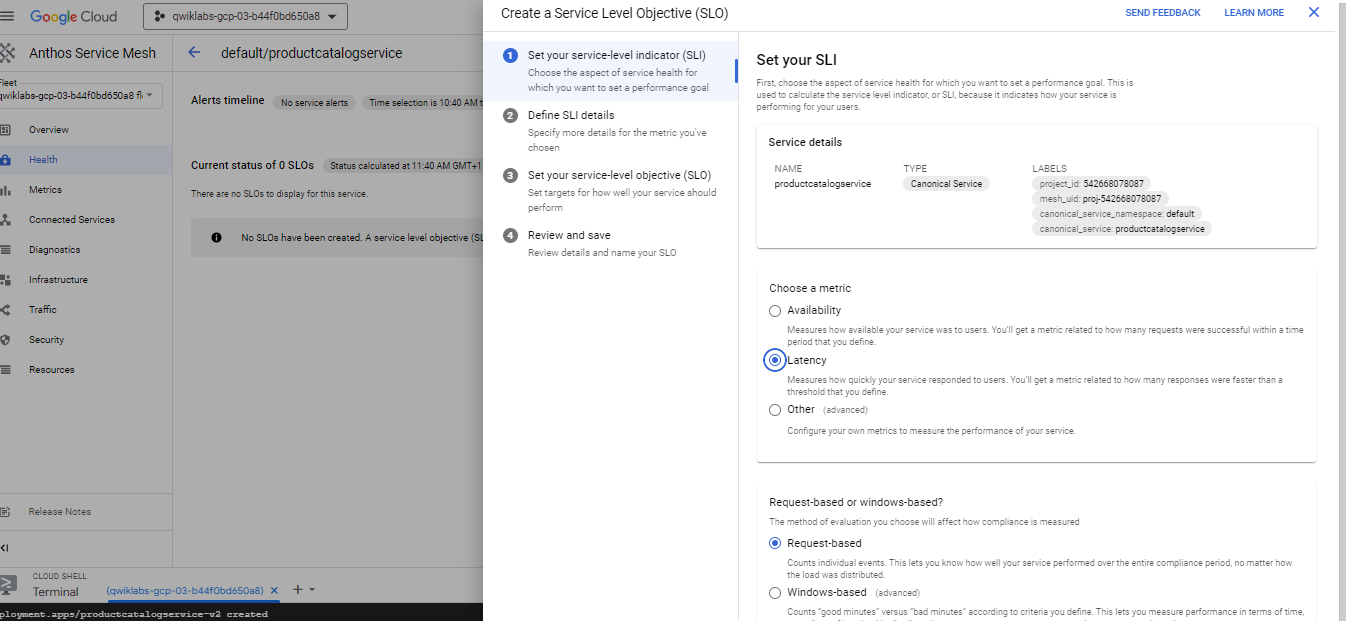 Google Cloud
qwiklabs-gcp-03-b44f0bd650a8
Anthos Service Mesh
Fleet
qwiklabs-gcp-03-b44f0bd650a8 fl
Overview
Health
Metrics
Connected Services
Diagnostics
Infrastructure
Traffic
Security
Resources
Release Notes
default/productcatalogservice
Alerts timeline
No service alerts
Time selection is 10:40 AM t
Current status of 0 SLOs
Status calculated at 11:40 AM GMT+1
There are no SLOs to display for this service.
No SLOs have been created. A service level objective (SL
CLOUD SHELL
Terminal
(qwiklabs-gcp-03-b44f0bd650a8)
ployment.apps/productcatalogservice-v2 created
Create a Service Level Objective (SLO)
SEND FEEDBACK
LEARN MORE
1
Set your service-level indicator (SLI)
Choose the aspect of service health for
which you want to set a performance goal
2
Define SLI details
Specify more details for the metric you've
chosen
3
Set your service-level objective (SLO)
Set targets for how well your service should
perform
4
Review and save
Review details and name your SLO
Set your SLI
First, choose the aspect of service health for which you want to set a performance goal. This is
used to calculate the service level indicator, or SLI, because it indicates how your service is
performing for your users.
Service details
NAME
productcatalogservice
TYPE
Canonical Service
LABELS
project_id: 542668078087
mesh_uid: proj-542668078087
canonical_service_namespace: default
canonical_service: productcatalogservice
Choose a metric
Availability
Measures how available your service was to users. You'll get a metric related to how many requests were successful within a time
period that you define.
Latency
Measures how quickly your service responded to users. You'll get a metric related to how many responses were faster than a
threshold that you define.
Other (advanced)
Configure your own metrics to measure the performance of your service.
Request-based or windows-based?
The method of evaluation you choose will affect how compliance is measured
Request-based
Counts individual events. This lets you know how well your service performed over the entire compliance period, no matter how
the load was distributed.
Windows-based (advanced)
Counts "good minutes" versus "bad minutes" according to criteria you define. This lets you measure performance in terms of time,